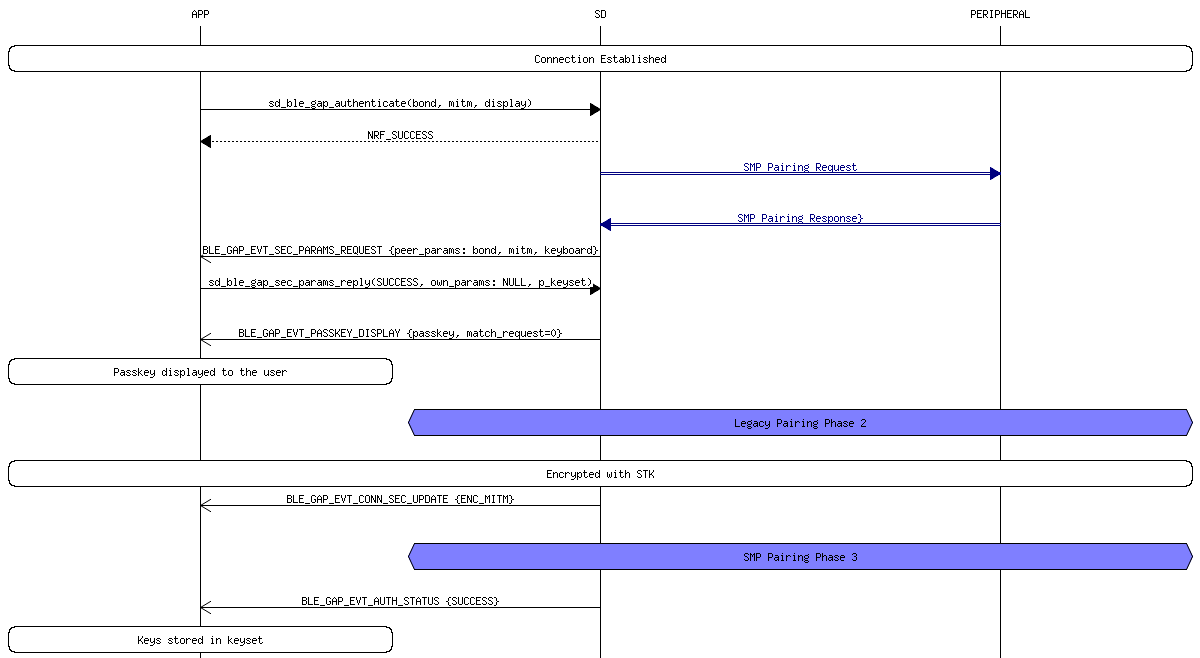 APP SD PERIPHERAL
Connection Established
sd_ble_gap_authenticate(bond, mitm, display)
NRF_SUCCESS
SMP Pairing Request
SMP Pairing Response}
BLE_GAP_EVT_SEC_PARAMS_REQUEST {peer_params: bond, mitm, keyboard}
sd_ble_gap_sec_params_reply(SUCCESS, own_params: NULL, p_keyset)
BLE_GAP_EVT_PASSKEY_DISPLAY {passkey, match_request=0}
Passkey displayed to the user
Legacy Pairing Phase 2
Encrypted with STK
BLE_GAP_EVT_CONN_SEC_UPDATE {ENC_MITM}
SMP Pairing Phase 3
BLE_GAP_EVT_AUTH_STATUS {SUCCESS}
Keys stored in keyset